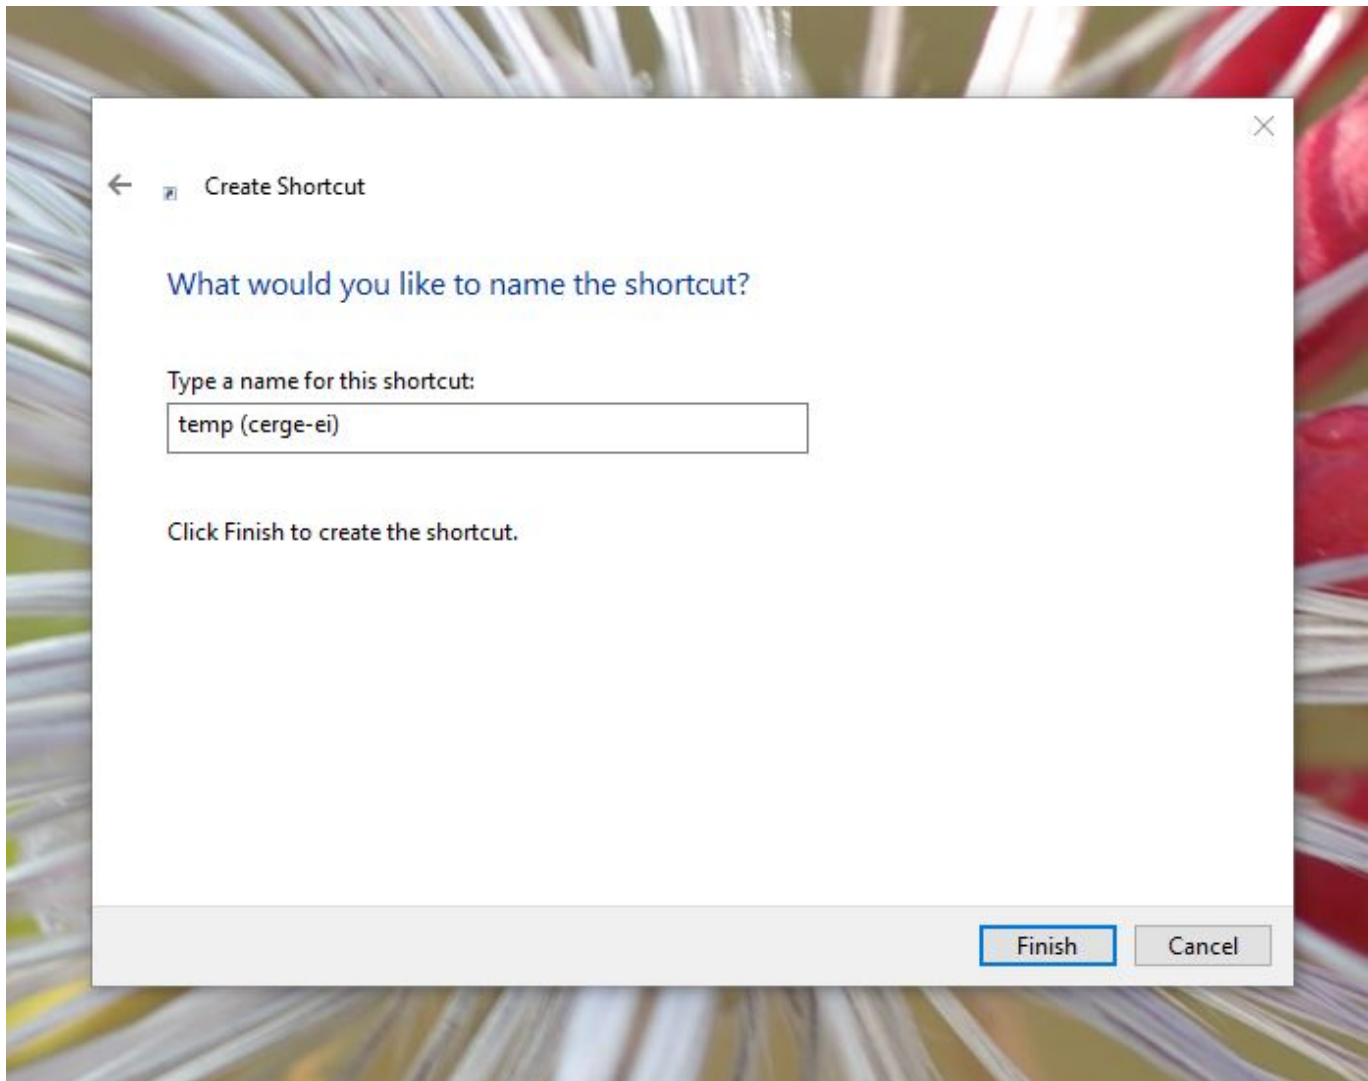 Create Shortcut
What would you like to name the shortcut?
Type a name for this shortcut:
temp (cerge-ei)
Click Finish to create the shortcut.
Finish
Cancel